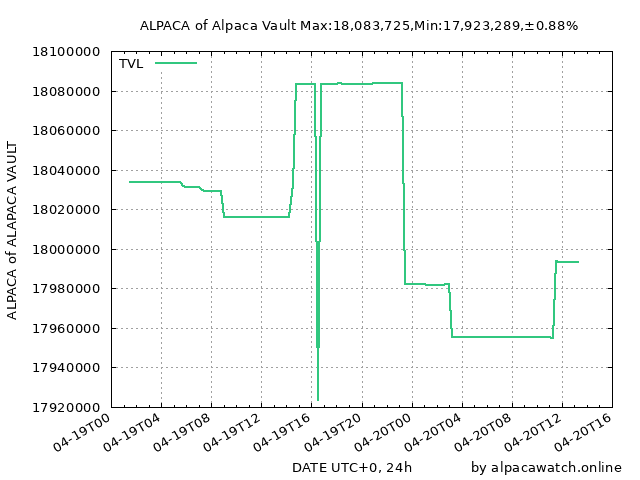 ALPACA of Alpaca Vault Max:18,083,725,Min:17,923,289,±0.88%
TVL
18100000
18080000
18060000
18040000
18020000
18000000
17980000
17960000
17940000
17920000
ALPACA of ALAPACA VAULT
04-19T00
04-19T04
04-19T08
04-19T12
04-19T16
04-19T20
04-20T00
04-20T04
04-20T08
04-20T12
04-20T16
DATE UTC+0, 24h
by alpacawatch.online